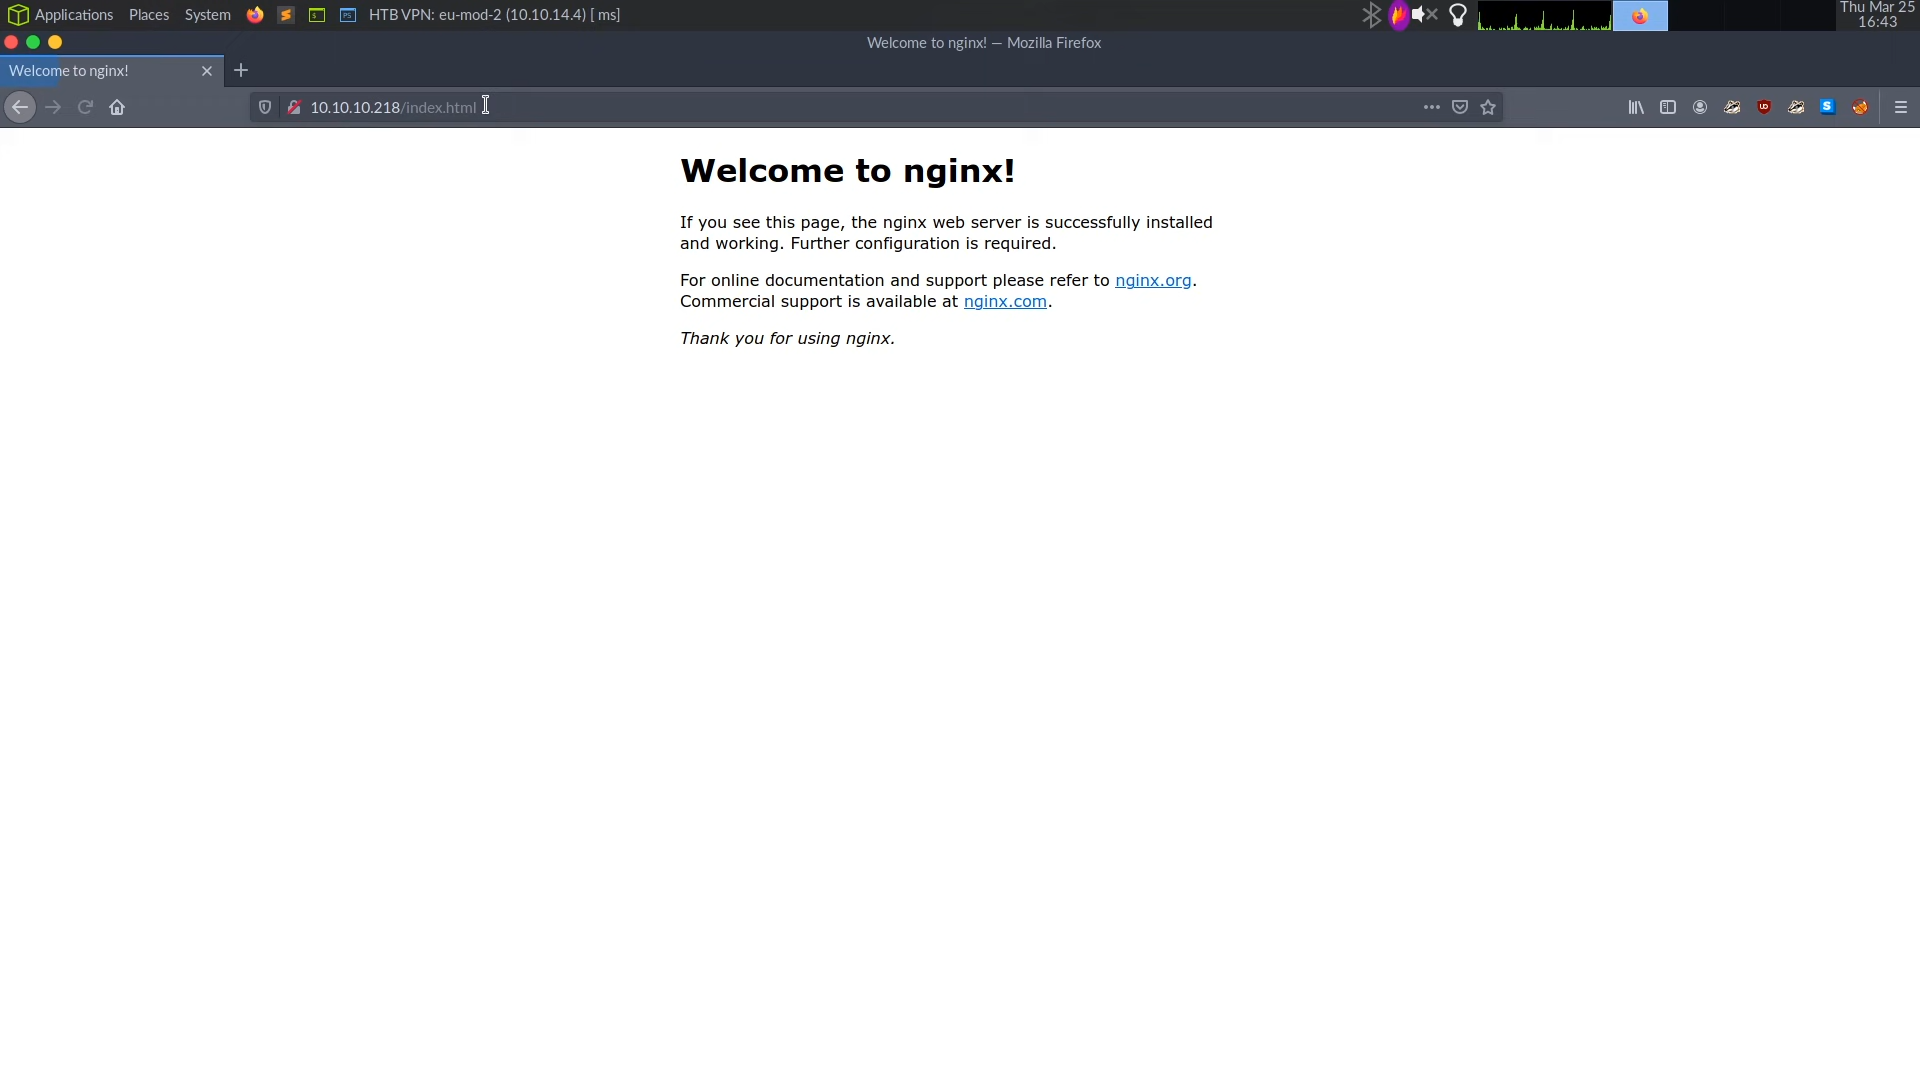 Applications Places System HTB VPN: eu-mod-2 (10.10.14.4) [ ms] Thu Mar 25
16:43
Welcome to nginx! — Mozilla Firefox
Welcome to nginx!
10.10.10.218/index.html
Welcome to nginx!
If you see this page, the nginx web server is successfully installed
and working. Further configuration is required.
For online documentation and support please refer to nginx.org.
Commercial support is available at nginx.com.
Thank you for using nginx.